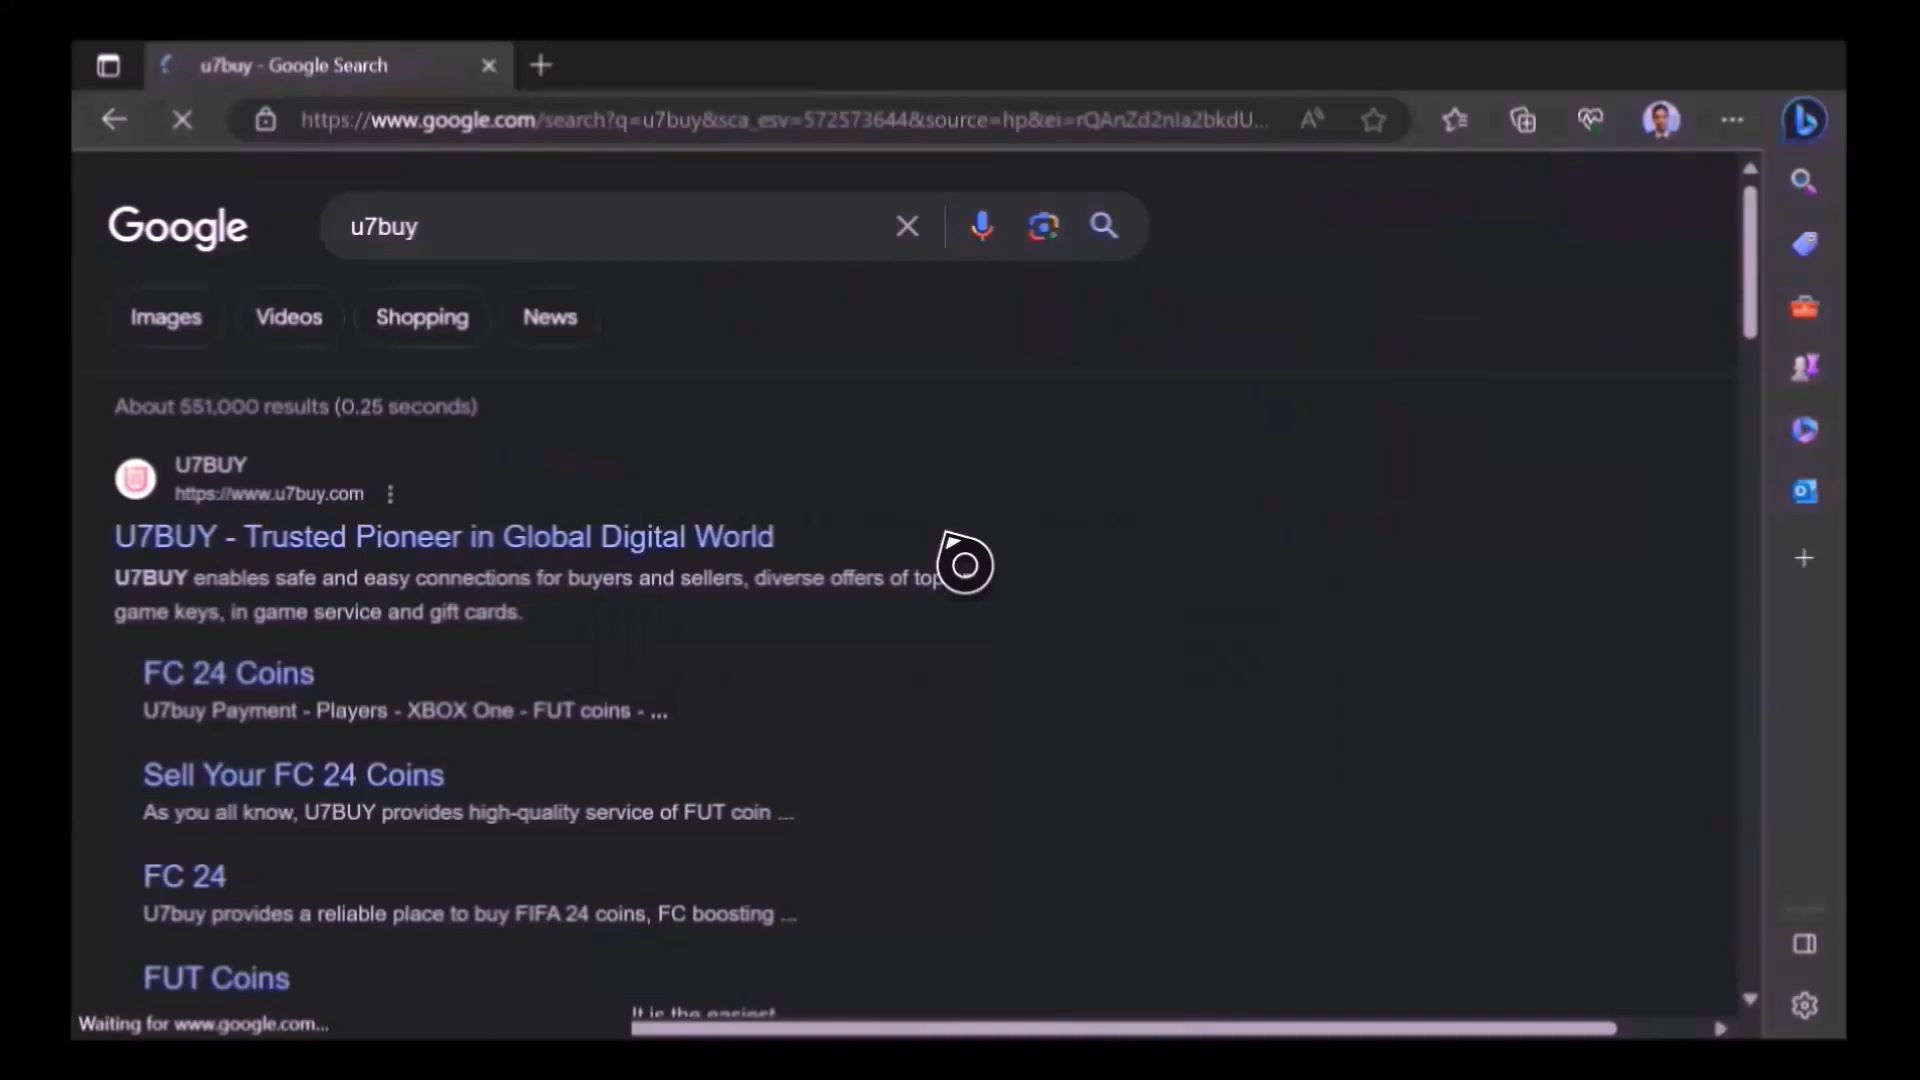 u7buy - Google Search
https://www.google.com/search?q=u7buy&sca_esv=572573644&source=hp&ei=rQAnZd2nIa2bkdU...
Google
u7buy
Images Videos Shopping News
About 551,000 results (0.25 seconds)
U7BUY
https://www.u7buy.com
U7BUY - Trusted Pioneer in Global Digital World
U7BUY enables safe and easy connections for buyers and sellers, diverse offers of top
game keys, in game service and gift cards.
FC 24 Coins
U7buy Payment - Players - XBOX One - FUT coins - ...
Sell Your FC 24 Coins
As you all know, U7BUY provides high-quality service of FUT coin ...
FC 24
U7buy provides a reliable place to buy FIFA 24 coins, FC boosting ...
FUT Coins
It is the easiest
Waiting for www.google.com...